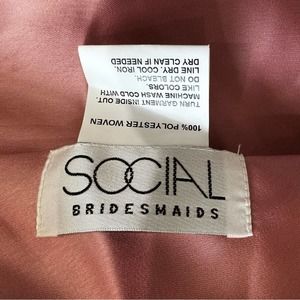 100% POLYESTER WOVEN
TURN GARMENT INSIDE OUT.
MACHINE WASH COLD WITH
LIKE COLORS.
DO NOT BLEACH.
LINE DRY. COOL IRON.
DRY CLEAN IF NEEDED
SOCIAL
BRIDESMAIDS